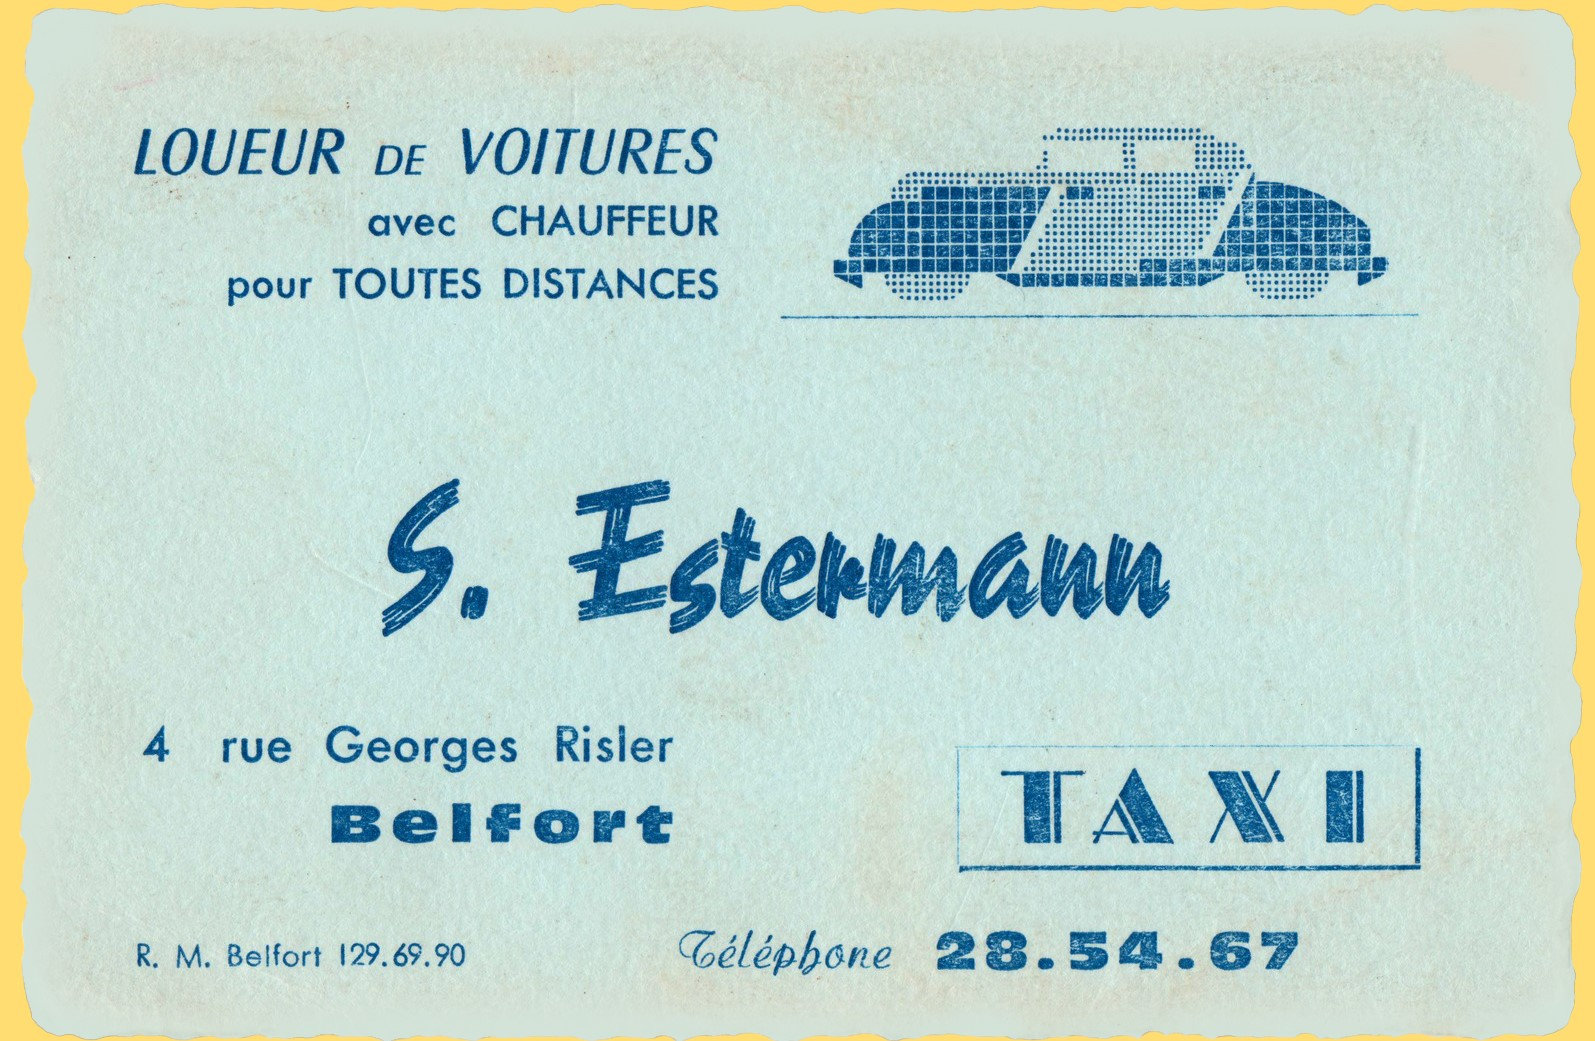 LOUEUR DE VOITURES
avec CHAUFFEUR
pour TOUTES DISTANCES
S. Estermann
4 rue Georges Risler
Belfort
TAXI
R. M. Belfort 129.69.90
Téléphone 28.54.67